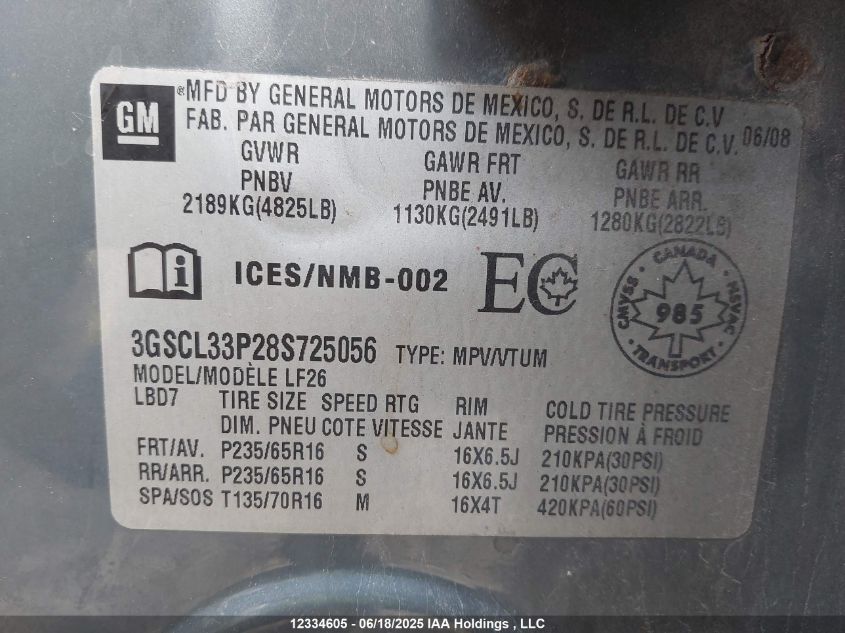 GM
®MFD BY GENERAL MOTORS DE MEXICO, S. DE R.L. DE C.V
FAB. PAR GENERAL MOTORS DE MEXICO, S. DE R.L. DE C.V. 06/08
GVWR GAWR FRT GAWR RR
PNBV PNBE AV. PNBE ARR.
2189KG(4825LB) 1130KG(2491LB) 1280KG(2822LB)
i ICES/NMB-002 EC
CANADA
CMVSS 985 NSVAC
TRANSPORT
3GSCL33P28S725056 TYPE: MPV/VTUM
MODEL/MODÈLE LF26
LBD7 TIRE SIZE SPEED RTG RIM COLD TIRE PRESSURE
DIM. PNEU COTE VITESSE JANTE PRESSION À FROID
FRT/AV. P235/65R16 S 16X6.5J 210KPA(30PSI)
RR/ARR. P235/65R16 S 16X6.5J 210KPA(30PSI)
SPA/SOS T135/70R16 M 16X4T 420KPA(60PSI)
12334605 - 06/18/2025 IAA Holdings , LLC